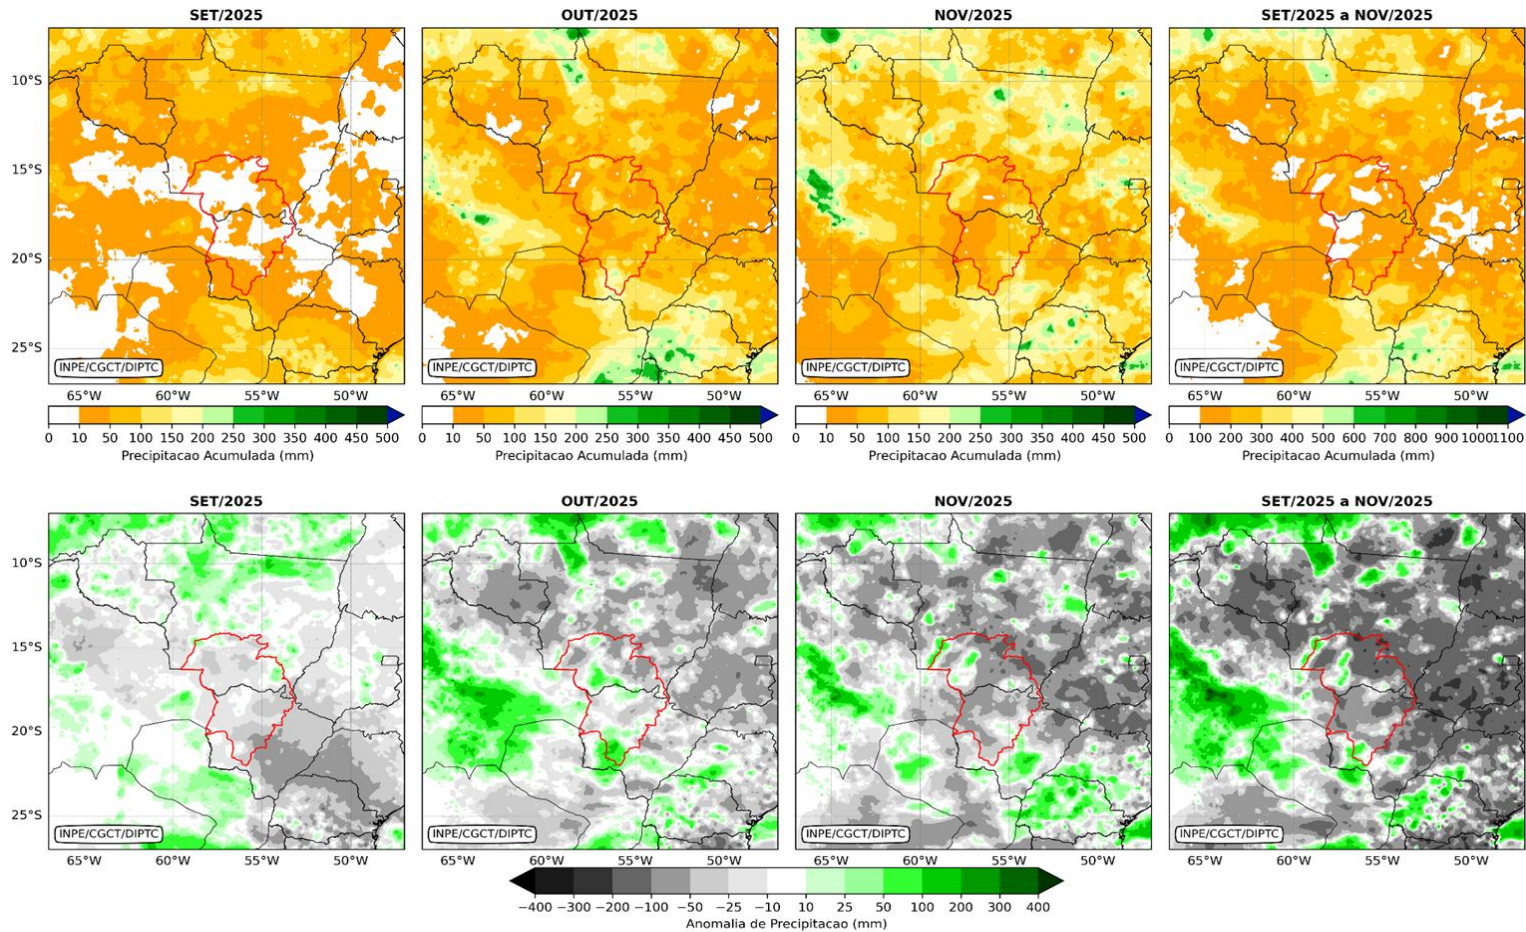 SET/2025 OUT/2025 NOV/2025 SET/2025 a NOV/2025
10°S
15°S
20°S
25°S
INPE/CGCT/DIPTC INPE/CGCT/DIPTC INPE/CGCT/DIPTC INPE/CGCT/DIPTC
65°W 60°W 55°W 50°W 65°W 60°W 55°W 50°W 65°W 60°W 55°W 50°W 65°W 60°W 55°W 50°W
0 10 50 100 150 200 250 300 350 400 450 500 0 10 50 100 150 200 250 300 350 400 450 500 0 10 50 100 150 200 250 300 350 400 450 500 0 100 200 300 400 500 600 700 800 900 1000 1100
Precipitacao Acumulada (mm) Precipitacao Acumulada (mm) Precipitacao Acumulada (mm) Precipitacao Acumulada (mm)
SET/2025 OUT/2025 NOV/2025 SET/2025 a NOV/2025
10°S
15°S
20°S
25°S
INPE/CGCT/DIPTC INPE/CGCT/DIPTC INPE/CGCT/DIPTC INPE/CGCT/DIPTC
65°W 60°W 55°W 50°W 65°W 60°W 55°W 50°W 65°W 60°W 55°W 50°W 65°W 60°W 55°W 50°W
−400 −300 −200 −100 −50 −25 −10 10 25 50 100 200 300 400
Anomalia de Precipitacao (mm)